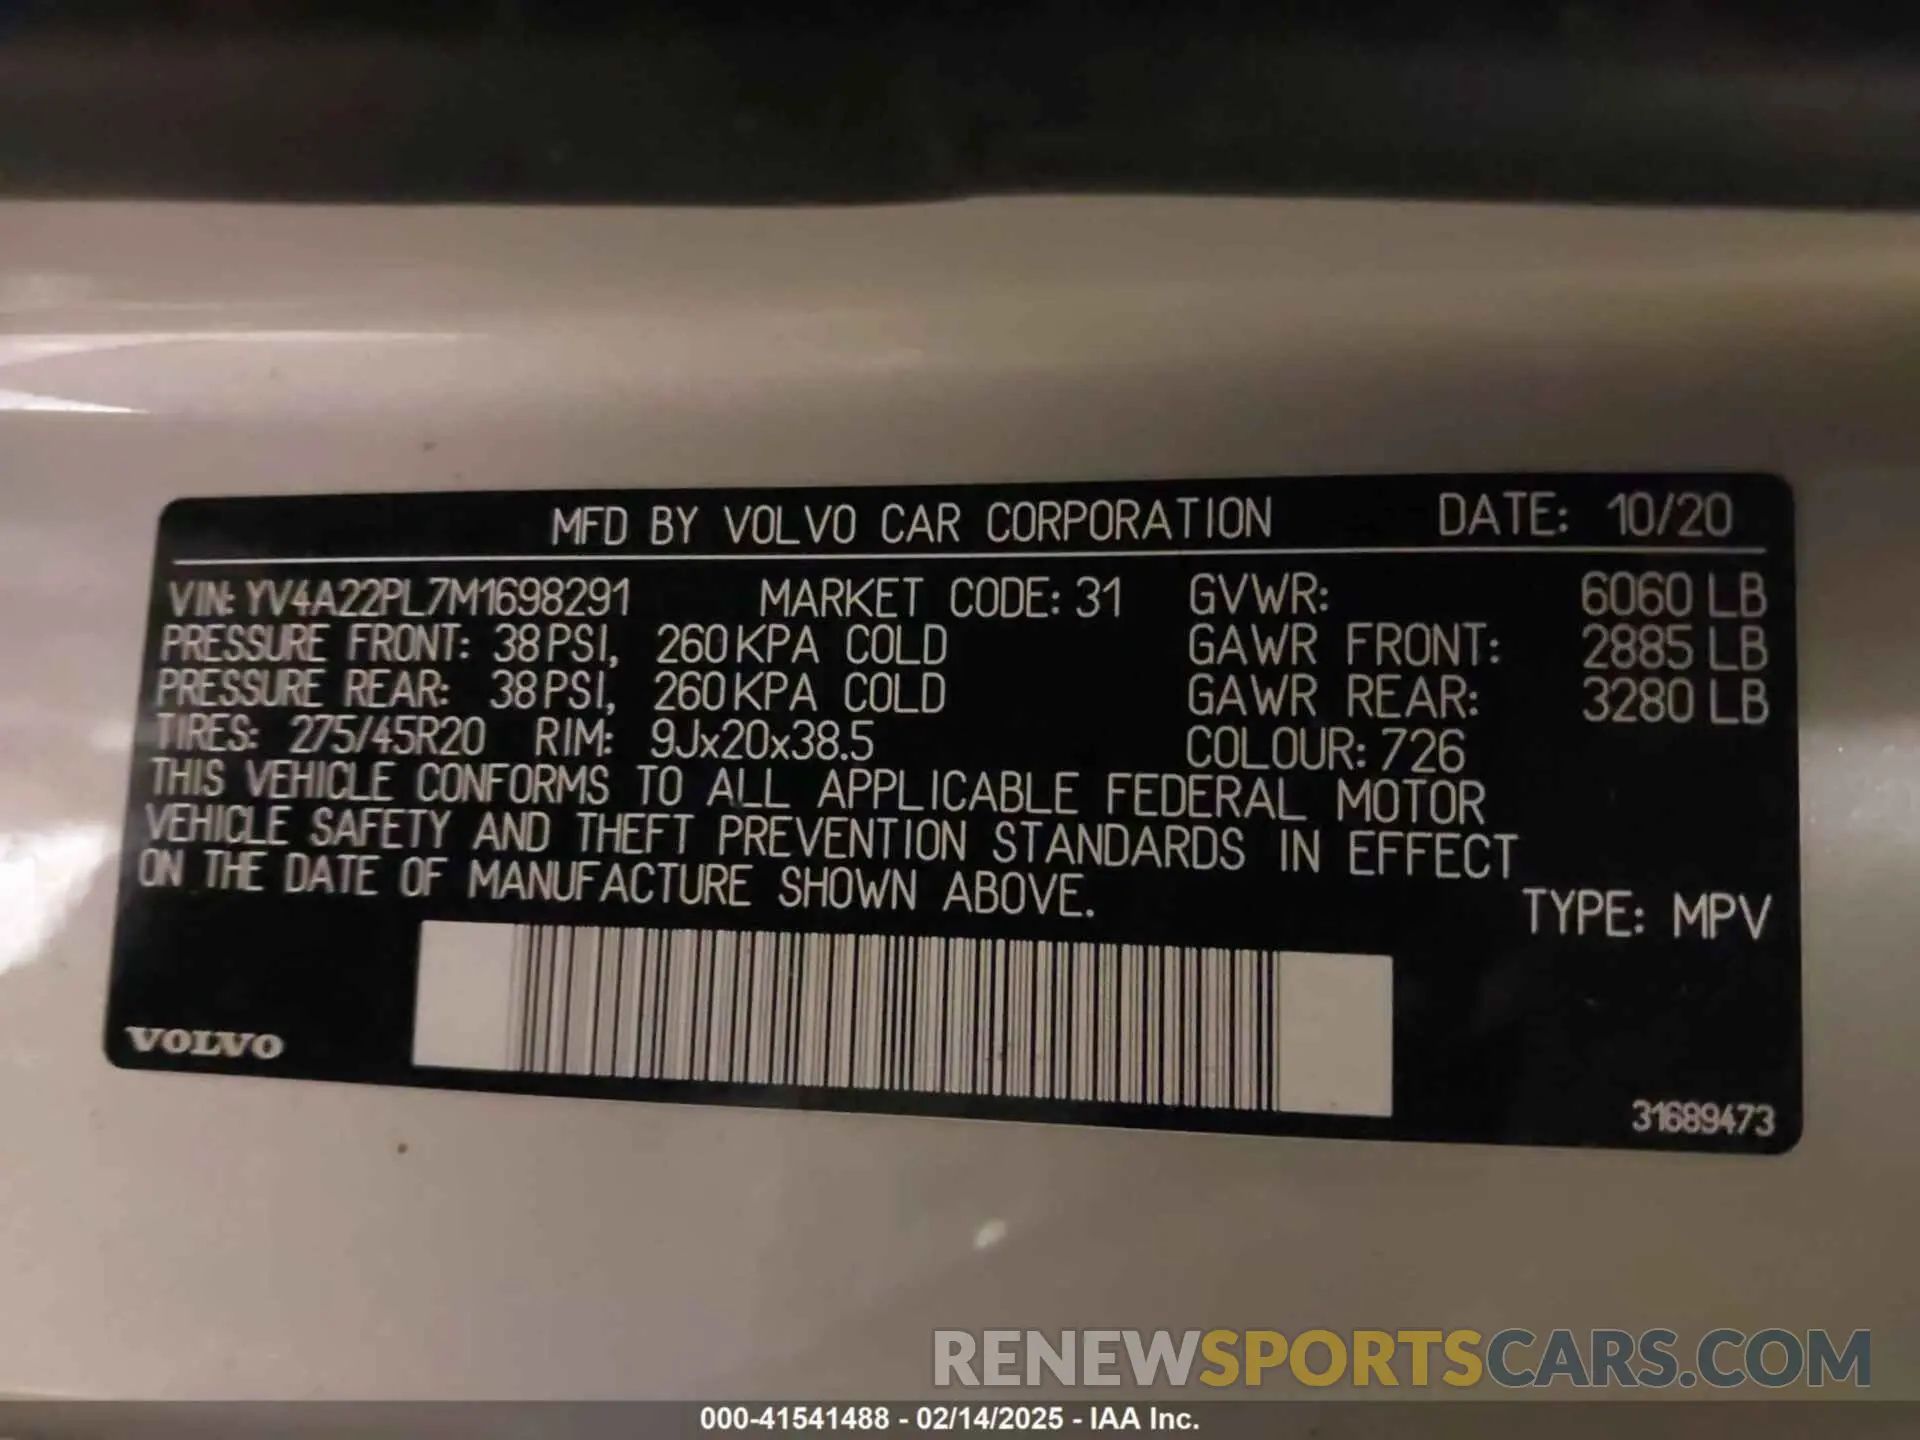 MFD BY VOLVO CAR CORPORATION DATE: 10/20
VIN: YV4A22PL7M1698291 MARKET CODE: 31 GVWR: 6060 LB
PRESSURE FRONT: 38 PSI, 260 KPA COLD GAWR FRONT: 2885 LB
PRESSURE REAR: 38 PSI, 260 KPA COLD GAWR REAR: 3280 LB
TIRES: 275/45R20 RIM: 9Jx20x38.5 COLOUR: 726
THIS VEHICLE CONFORMS TO ALL APPLICABLE FEDERAL MOTOR
VEHICLE SAFETY AND THEFT PREVENTION STANDARDS IN EFFECT
ON THE DATE OF MANUFACTURE SHOWN ABOVE.
TYPE: MPV
VOLVO
31689473
RENEWSPORTSCARS.COM
000-41541488 - 02/14/2025 - IAA Inc.